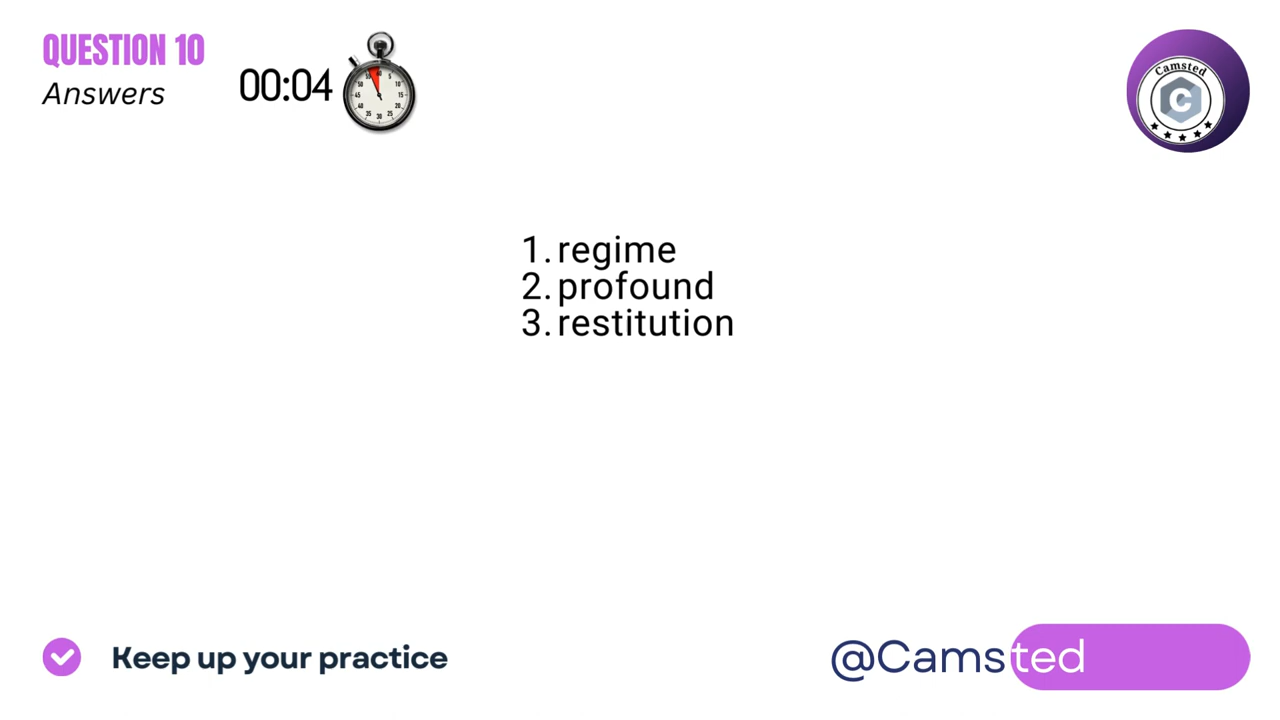 QUESTION 10
Answers
00:04
Camsted
C
1. regime
2. profound
3. restitution
Keep up your practice
@Camsted